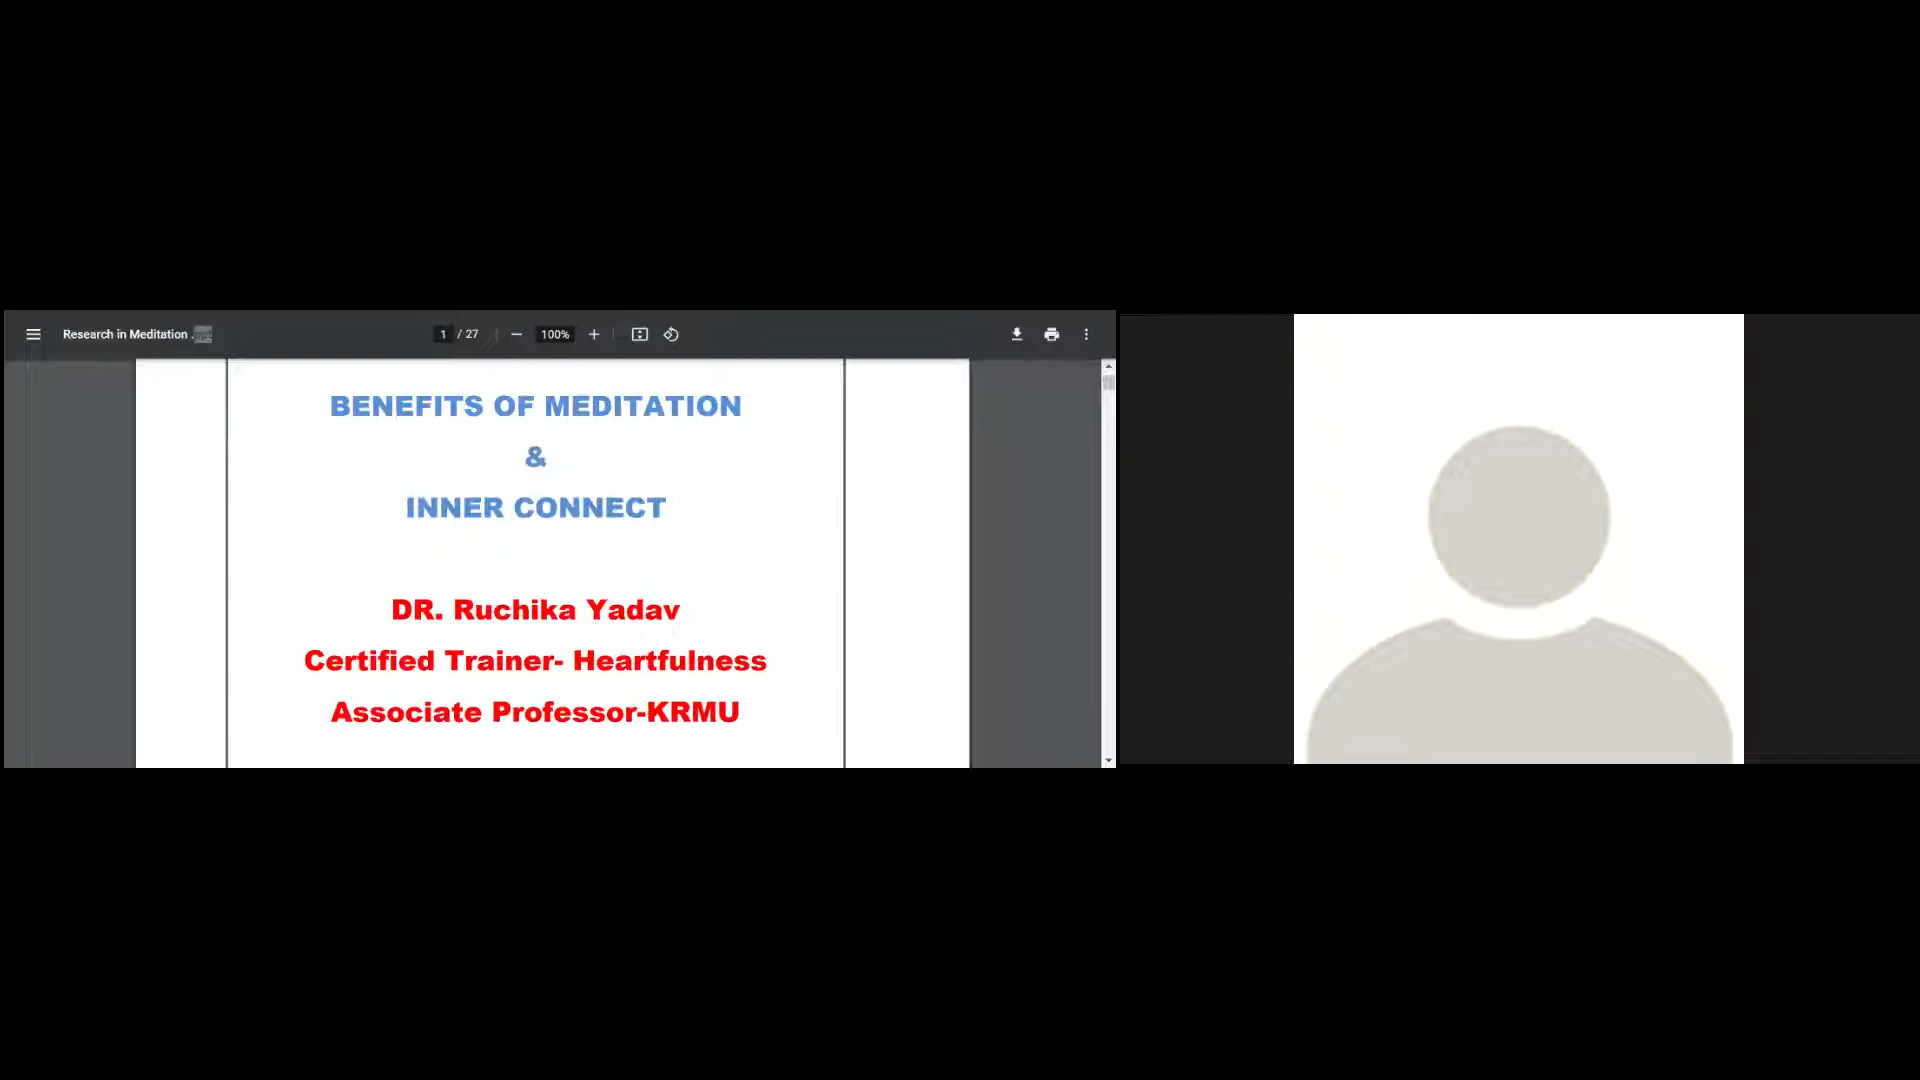 Research in Meditation .
1 / 27
100%
BENEFITS OF MEDITATION
&
INNER CONNECT
DR. Ruchika Yadav
Certified Trainer- Heartfulness
Associate Professor-KRMU